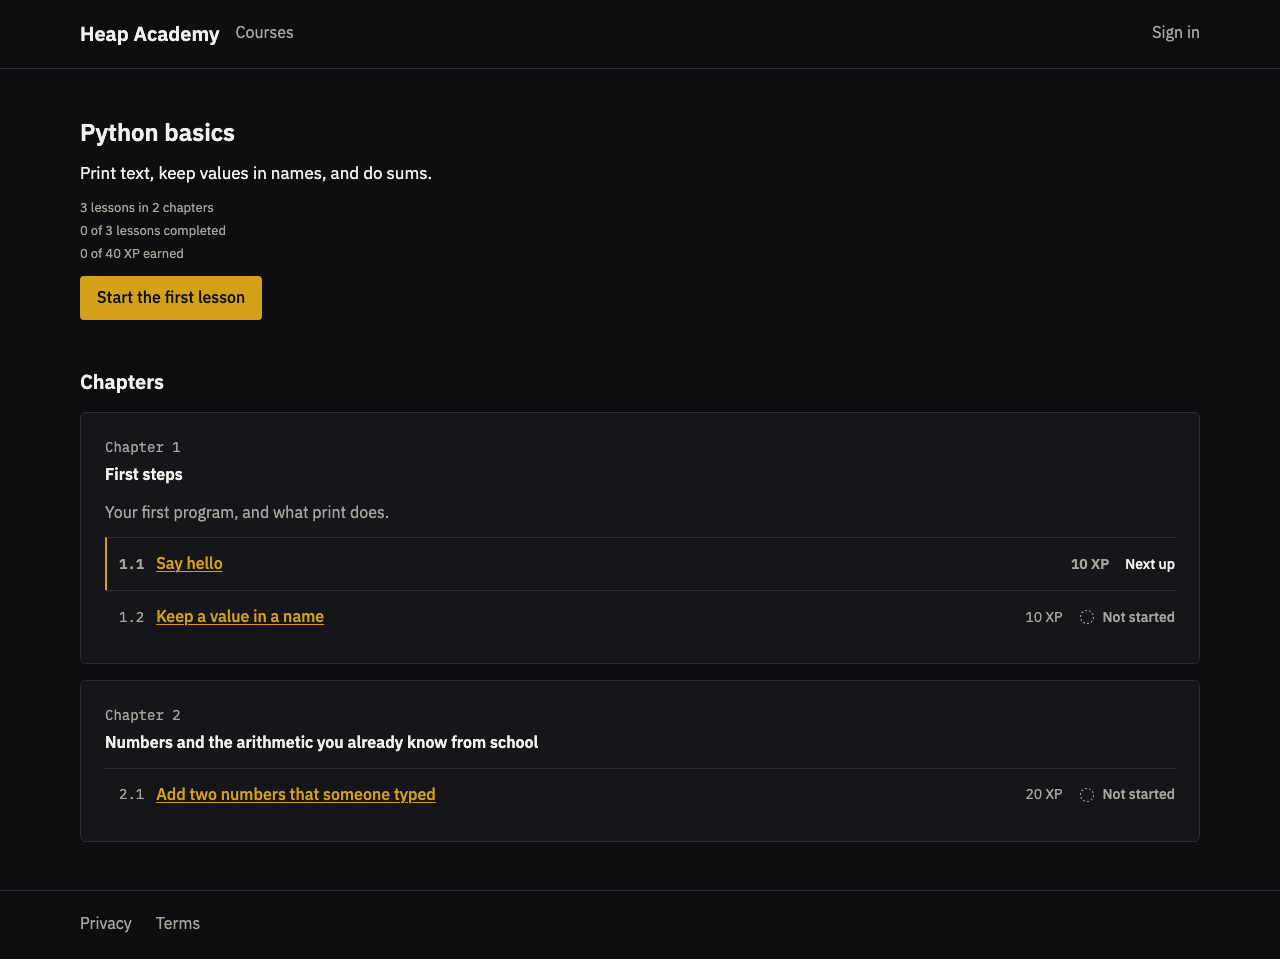 Heap Academy Courses Sign in
Python basics
Print text, keep values in names, and do sums.
3 lessons in 2 chapters
0 of 3 lessons completed
0 of 40 XP earned
Start the first lesson
Chapters
Chapter 1
First steps
Your first program, and what print does.
1.1 Say hello 10 XP Next up
1.2 Keep a value in a name 10 XP Not started
Chapter 2
Numbers and the arithmetic you already know from school
2.1 Add two numbers that someone typed 20 XP Not started
Privacy Terms